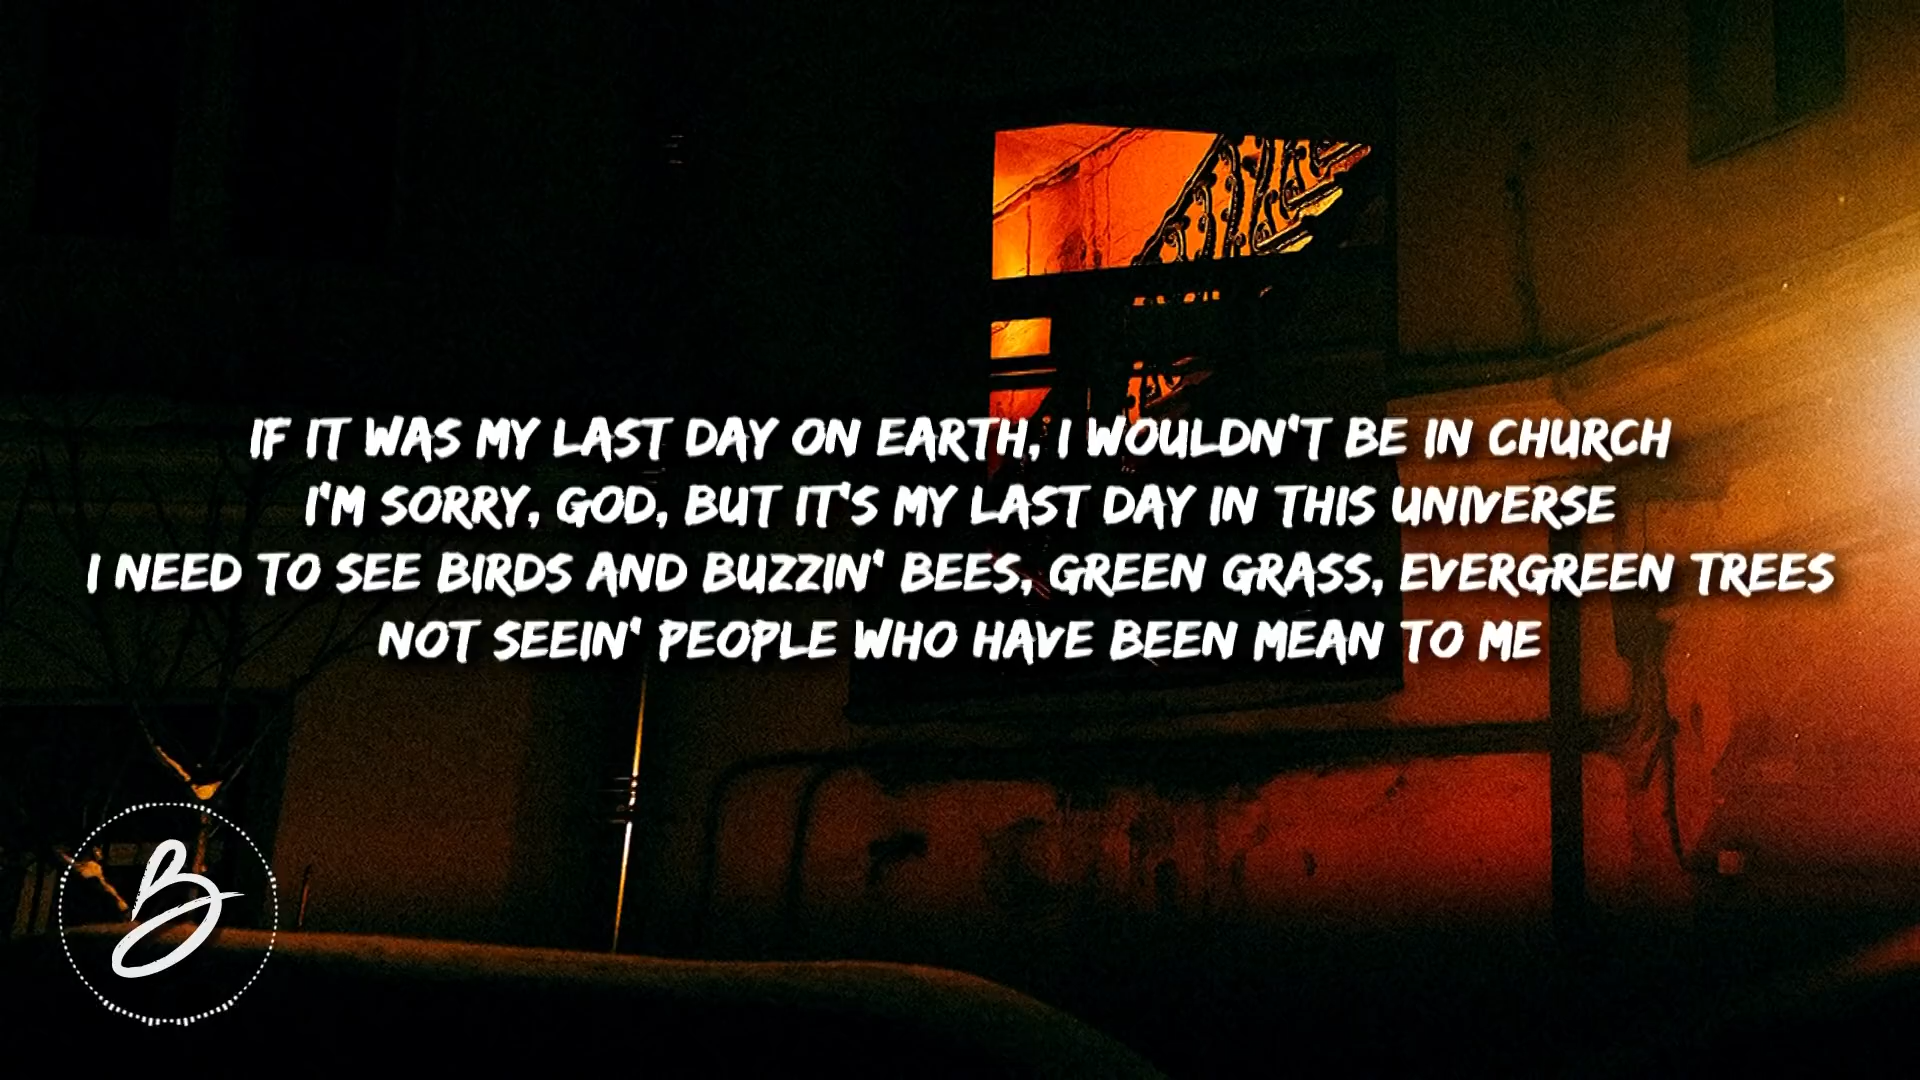 IF IT WAS MY LAST DAY ON EARTH, I WOULDN'T BE IN CHURCH
I'M SORRY, GOD, BUT IT'S MY LAST DAY IN THIS UNIVERSE
I NEED TO SEE BIRDS AND BUZZIN' BEES, GREEN GRASS, EVERGREEN TREES
NOT SEEIN' PEOPLE WHO HAVE BEEN MEAN TO ME
B